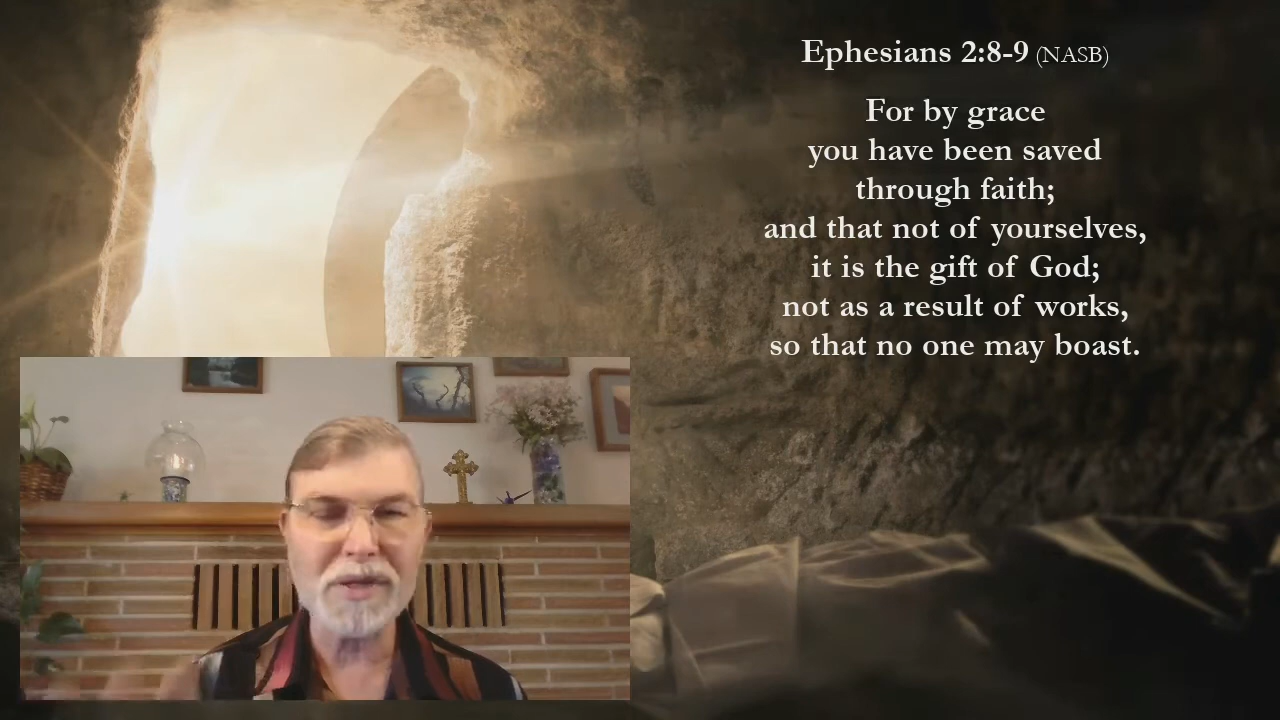 Ephesians 2:8-9 (NASB)
For by grace
you have been saved
through faith;
and that not of yourselves,
it is the gift of God;
not as a result of works,
so that no one may boast.